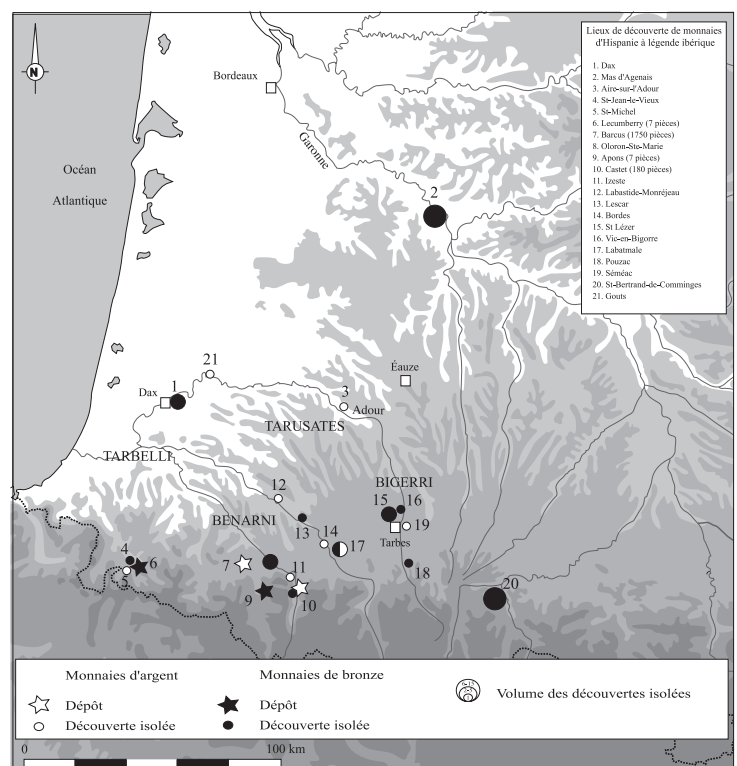 Lieux de découverte de monnaies
d'Hispanie à légende ibérique
1. Dax
2. Mas d'Agenais
3. Aire-sur-l'Adour
4. St-Jean-le-Vieux
5. St-Michel
6. Lecumberry (7 pièces)
7. Barcus (1750 pièces)
8. Oloron-Ste-Marie
9. Apons (7 pièces)
10. Castet (180 pièces)
11. Izeste
12. Labastide-Monréjeau
13. Lescar
14. Bordes
15. St Lézer
16. Vic-en-Bigorre
17. Labatmale
18. Pouzac
19. Séméac
20. St-Bertrand-de-Comminges
21. Gouts
N
Bordeaux
Garonne
Océan
Atlantique
2
21
Éauze
Dax
1
3
Adour
TARUSATES
TARBELLI
BIGERRI
12
15
16
BENARNI
13
19
14
Tarbes
17
4
6
7
5
11
18
9
10
20
Monnaies d'argent
Monnaies de bronze
Dépôt
Dépôt
Volume des découvertes isolées
Découverte isolée
Découverte isolée
0
100 km